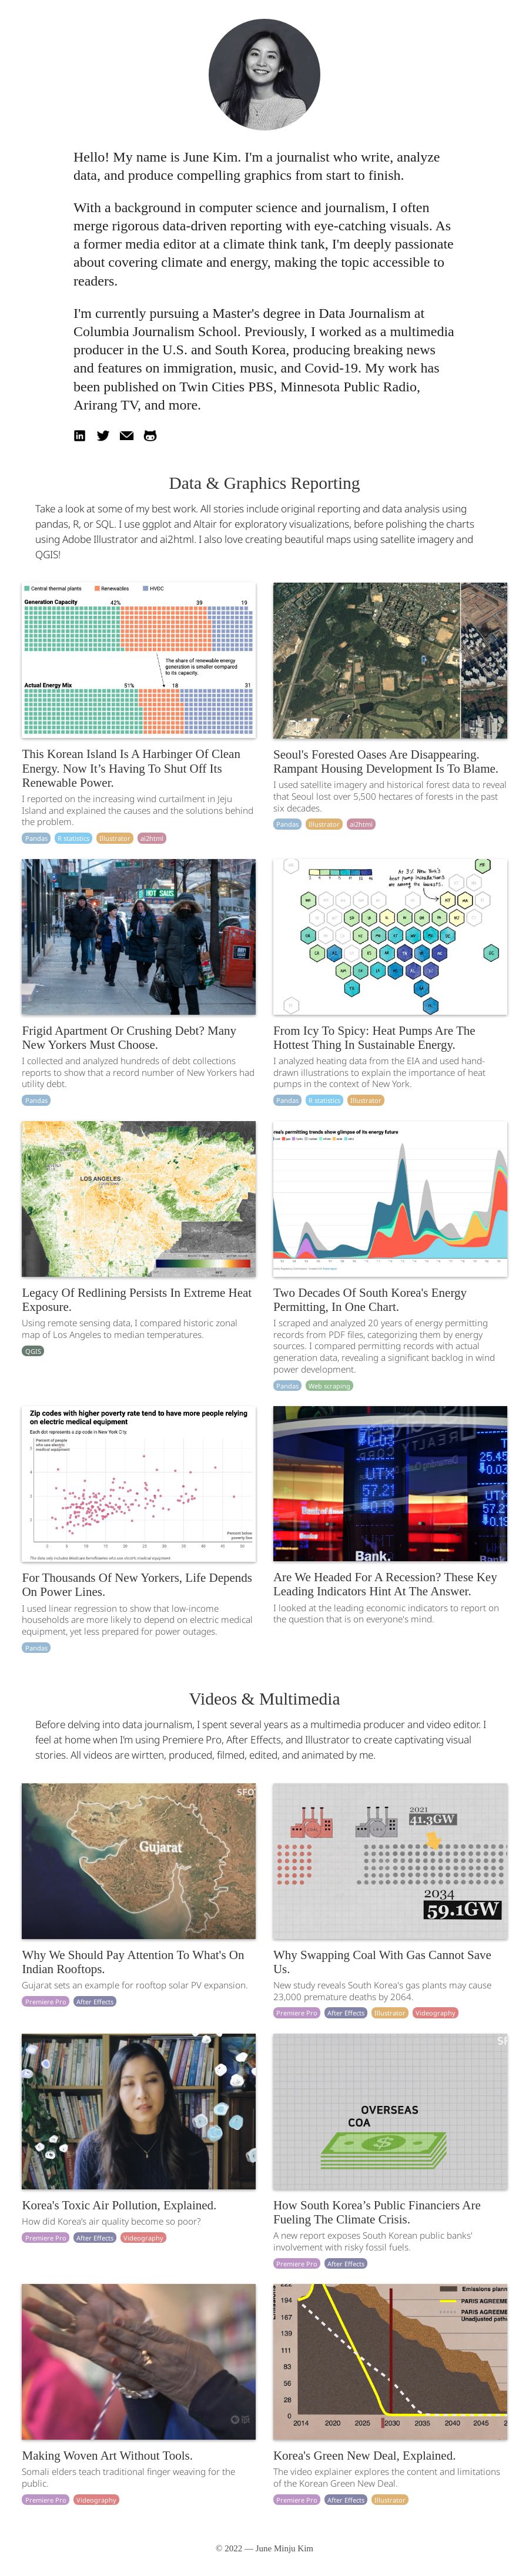 Hello! My name is June Kim. I'm a journalist who write, analyze
data, and produce compelling graphics from start to finish.
With a background in computer science and journalism, I often
merge rigorous data-driven reporting with eye-catching visuals. As
a former media editor at a climate think tank, I'm deeply passionate
about covering climate and energy, making the topic accessible to
readers.
I'm currently pursuing a Master's degree in Data Journalism at
Columbia Journalism School. Previously, I worked as a multimedia
producer in the U.S. and South Korea, producing breaking news
and features on immigration, music, and Covid-19. My work has
been published on Twin Cities PBS, Minnesota Public Radio,
Arirang TV, and more.
Data & Graphics Reporting
Take a look at some of my best work. All stories include original reporting and data analysis using
pandas, R, or SQL. I use ggplot and Altair for exploratory visualizations, before polishing the charts
using Adobe Illustrator and ai2html. I also love creating beautiful maps using satellite imagery and
QGIS!
Central thermal plants Renewables HVDC
Generation Capacity 42% 39 19
The share of renewable energy
generation is smaller compared
to its capacity.
Actual Energy Mix 51% 18 31
This Korean Island Is A Harbinger Of Clean
Energy. Now It’s Having To Shut Off Its
Renewable Power.
I reported on the increasing wind curtailment in Jeju
Island and explained the causes and the solutions behind
the problem.
Pandas R statistics Illustrator ai2html
Seoul's Forested Oases Are Disappearing.
Rampant Housing Development Is To Blame.
I used satellite imagery and historical forest data to reveal
that Seoul lost over 5,500 hectares of forests in the past
six decades.
Pandas Illustrator ai2html
HOT SAUS
Frigid Apartment Or Crushing Debt? Many
New Yorkers Must Choose.
I collected and analyzed hundreds of debt collections
reports to show that a record number of New Yorkers had
utility debt.
Pandas
At 3% New York's
heat pump installations
are among the lowest.
From Icy To Spicy: Heat Pumps Are The
Hottest Thing In Sustainable Energy.
I analyzed heating data from the EIA and used hand-
drawn illustrations to explain the importance of heat
pumps in the context of New York.
Pandas R statistics Illustrator
LOS ANGELES
Legacy Of Redlining Persists In Extreme Heat
Exposure.
Using remote sensing data, I compared historic zonal
map of Los Angeles to median temperatures.
QGIS
rea's permitting trends show glimpse of its energy future
Two Decades Of South Korea's Energy
Permitting, In One Chart.
I scraped and analyzed 20 years of energy permitting
records from PDF files, categorizing them by energy
sources. I compared permitting records with actual
generation data, revealing a significant backlog in wind
power development.
Pandas Web scraping
Zip codes with higher poverty rate tend to have more people relying
on electric medical equipment
Each dot represents a zip code in New York City.
Percent of people
who use electric
medical equipment
Percent below
poverty line
For Thousands Of New Yorkers, Life Depends
On Power Lines.
I used linear regression to show that low-income
households are more likely to depend on electric medical
equipment, yet less prepared for power outages.
Pandas
UTX
57.21
0.19
Bank.
25.45
0.03
UTX
57.21
0.19
Are We Headed For A Recession? These Key
Leading Indicators Hint At The Answer.
I looked at the leading economic indicators to report on
the question that is on everyone's mind.
Videos & Multimedia
Before delving into data journalism, I spent several years as a multimedia producer and video editor. I
feel at home when I'm using Premiere Pro, After Effects, and Illustrator to create captivating visual
stories. All videos are wirtten, produced, filmed, edited, and animated by me.
SFO
Gujarat
Why We Should Pay Attention To What's On
Indian Rooftops.
Gujarat sets an example for rooftop solar PV expansion.
Premiere Pro After Effects
2021
41.3GW
2034
59.1GW
Why Swapping Coal With Gas Cannot Save
Us.
New study reveals South Korea's gas plants may cause
23,000 premature deaths by 2064.
Premiere Pro After Effects Illustrator Videography
Korea's Toxic Air Pollution, Explained.
How did Korea's air quality become so poor?
Premiere Pro After Effects Videography
SF
OVERSEAS
COA
How South Korea’s Public Financiers Are
Fueling The Climate Crisis.
A new report exposes South Korean public banks'
involvement with risky fossil fuels.
Premiere Pro After Effects
Making Woven Art Without Tools.
Somali elders teach traditional finger weaving for the
public.
Premiere Pro Videography
Emissions plann
PARIS AGREEME
PARIS AGREEME
Unadjusted path
222
194
167
139
111
83
56
28
0
2014 2020 2025 2030 2035 2040 2045 2
Korea's Green New Deal, Explained.
The video explainer explores the content and limitations
of the Korean Green New Deal.
Premiere Pro After Effects Illustrator
© 2022 — June Minju Kim